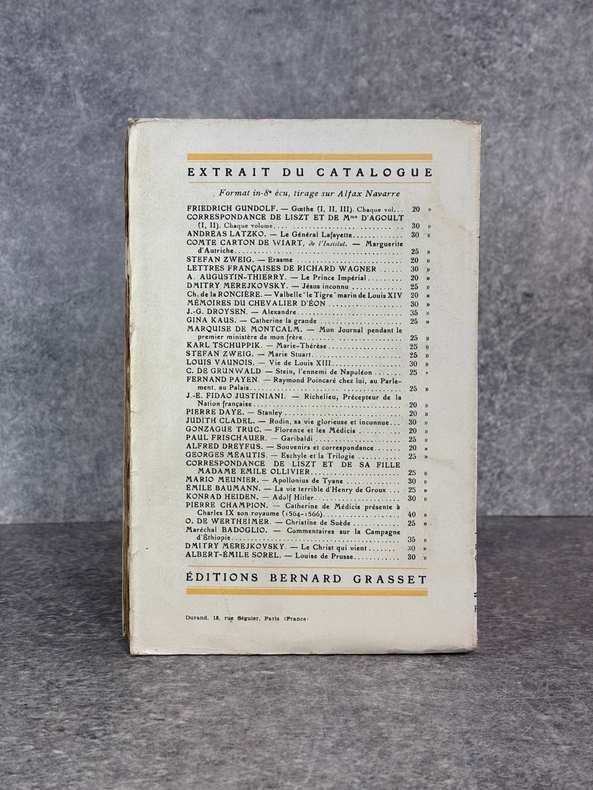 EXTRAIT DU CATALOGUE
Format in-8º écu, tirage sur Alfax Navarre
FRIEDRICH GUNDOLF. — Gœthe (I, II, III). Chaque vol... 20 »
CORRESPONDANCE DE LISZT ET DE Mme D'AGOULT
(I, II). Chaque volume... 30 »
ANDRÉAS LATZKO. — Le Général Lafayette... 30 »
COMTE CARTON DE WIART, de l'Institut. — Marguerite
d'Autriche... 25 »
STEFAN ZWEIG. — Erasme... 20 »
LETTRES FRANÇAISES DE RICHARD WAGNER... 30 »
A. AUGUSTIN-THIERRY. — Le Prince Impérial... 20 »
DMITRY MEREJKOVSKY. — Jésus inconnu... 25 »
Ch. de la RONCIÈRE. — Valbelle "le Tigre" marin de Louis XIV 20 »
MÉMOIRES DU CHEVALIER D'ÉON... 30 »
J.-G. DROYSEN. — Alexandre... 35 »
GINA KAUS. — Catherine la grande... 25 »
MARQUISE DE MONTCALM. — Mon Journal pendant le
premier ministère de mon frère... 25 »
KARL TSCHUPPIK. — Marie-Thérèse... 25 »
STEFAN ZWEIG. — Marie Stuart... 25 »
LOUIS VAUNOIS. — Vie de Louis XIII... 30 »
C. DE GRUNWALD — Stein, l'ennemi de Napoléon... 25 »
FERNAND PAYEN. — Raymond Poincaré chez lui, au Parle-
ment, au Palais... 25 »
J.-E. FIDAO JUSTINIANI. — Richelieu, Précepteur de la
Nation française... 20 »
PIERRE DAYE. — Stanley... 20 »
JUDITH CLADEL. — Rodin, sa vie glorieuse et inconnue... 30 »
GONZAGUE TRUC. — Florence et les Médicis... 20 »
PAUL FRISCHAUER. — Garibaldi... 25 »
ALFRED DREYFUS. — Souvenirs et correspondance... 20 »
GEORGES MEAUTIS. — Eschyle et la Trilogie... 25 »
CORRESPONDANCE DE LISZT ET DE SA FILLE
MADAME EMILE OLLIVIER... 25 »
MARIO MEUNIER. — Apollonius de Tyane... 30 »
ÉMILE BAUMANN. — La vie terrible d'Henry de Groux... 25 »
KONRAD HEIDEN. — Adolf Hitler... 30 »
PIERRE CHAMPION. — Catherine de Médicis présente à
Charles IX son royaume (1564-1566)... 40 »
O. DE WERTHEIMER. — Christine de Suède... 25 »
Maréchal BADOGLIO. — Commentaires sur la Campagne
d'Éthiopie... 35 »
DMITRY MEREJKOVSKY. — Le Christ qui vient... 30 »
ALBERT-ÉMILE SOREL. — Louise de Prusse... 30 »
ÉDITIONS BERNARD GRASSET
Durand, 18, rue Séguier, Paris (France)